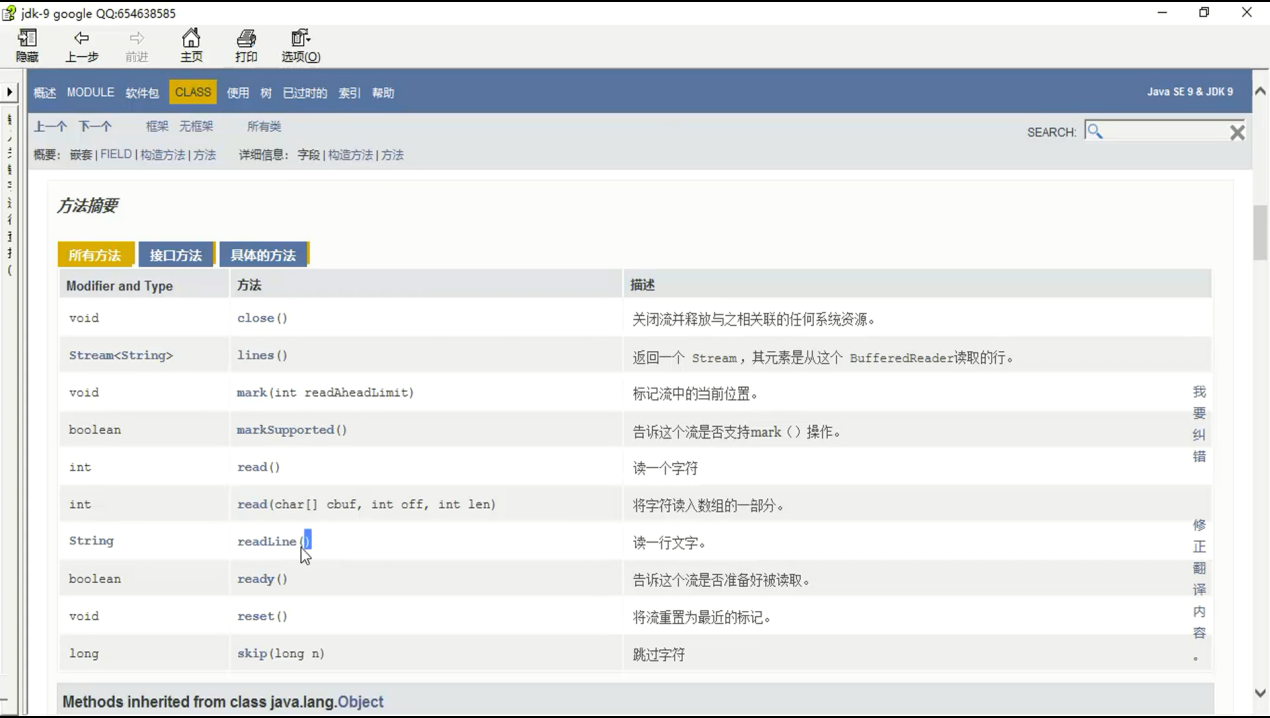 jdk-9 google QQ:654638585
隐藏 上一步 前进 主页 打印 选项(O)
概述 MODULE 软件包 CLASS 使用 树 已过时的 索引 帮助 Java SE 9 & JDK 9
上一个 下一个 框架 无框架 所有类
SEARCH:
概要: 嵌套 | FIELD | 构造方法 | 方法 详细信息: 字段 | 构造方法 | 方法
方法摘要
所有方法 接口方法 具体的方法
Modifier and Type 方法 描述
void close() 关闭流并释放与之相关联的任何系统资源。
Stream<String> lines() 返回一个 Stream ，其元素是从这个 BufferedReader读取的行。
void mark(int readAheadLimit) 标记流中的当前位置。
boolean markSupported() 告诉这个流是否支持mark（）操作。
int read() 读一个字符
int read(char[] cbuf, int off, int len) 将字符读入数组的一部分。
String readLine() 读一行文字。
boolean ready() 告诉这个流是否准备好被读取。
void reset() 将流重置为最近的标记。
long skip(long n) 跳过字符
Methods inherited from class java.lang.Object
我要纠错
修正翻译内容。